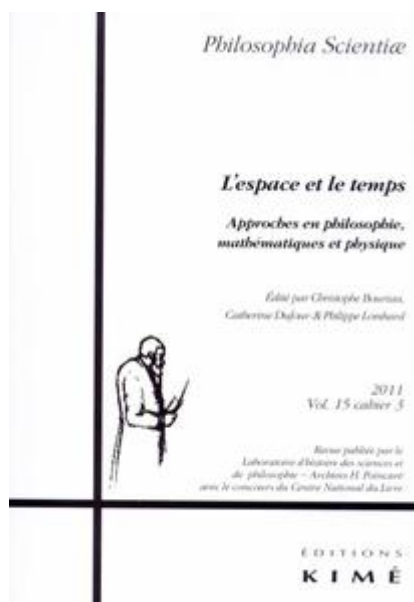 Philosophia Scientiæ
L'espace et le temps
Approches en philosophie,
mathématiques et physique
Édité par Christophe Bouriau,
Catherine Dufour & Philippe Lombard
2011
Vol. 15 cahier 3
Revue publiée par le
Laboratoire d'histoire des sciences et
de philosophie – Archives H. Poincaré
avec le concours du Centre National du Livre
ÉDITIONS
KIMÉ